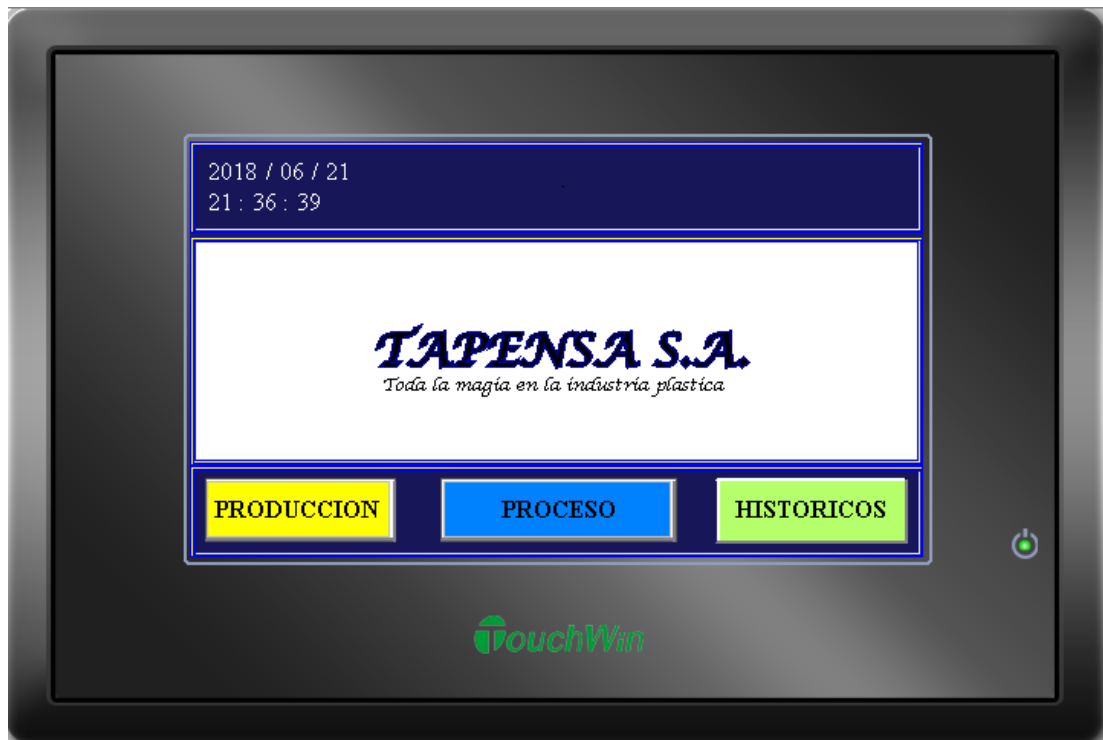 2018 / 06 / 21
21 : 36 : 39
TAPENSA S.A.
Toda la magia en la industria plastica
PRODUCCION PROCESO HISTORICOS
TouchWin